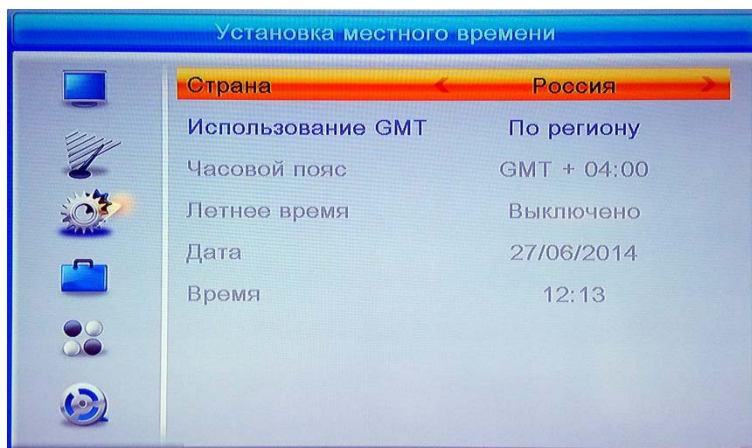 Установка местного времени
Страна Россия
Использование GMT По региону
Часовой пояс GMT + 04:00
Летнее время Выключено
Дата 27/06/2014
Время 12:13